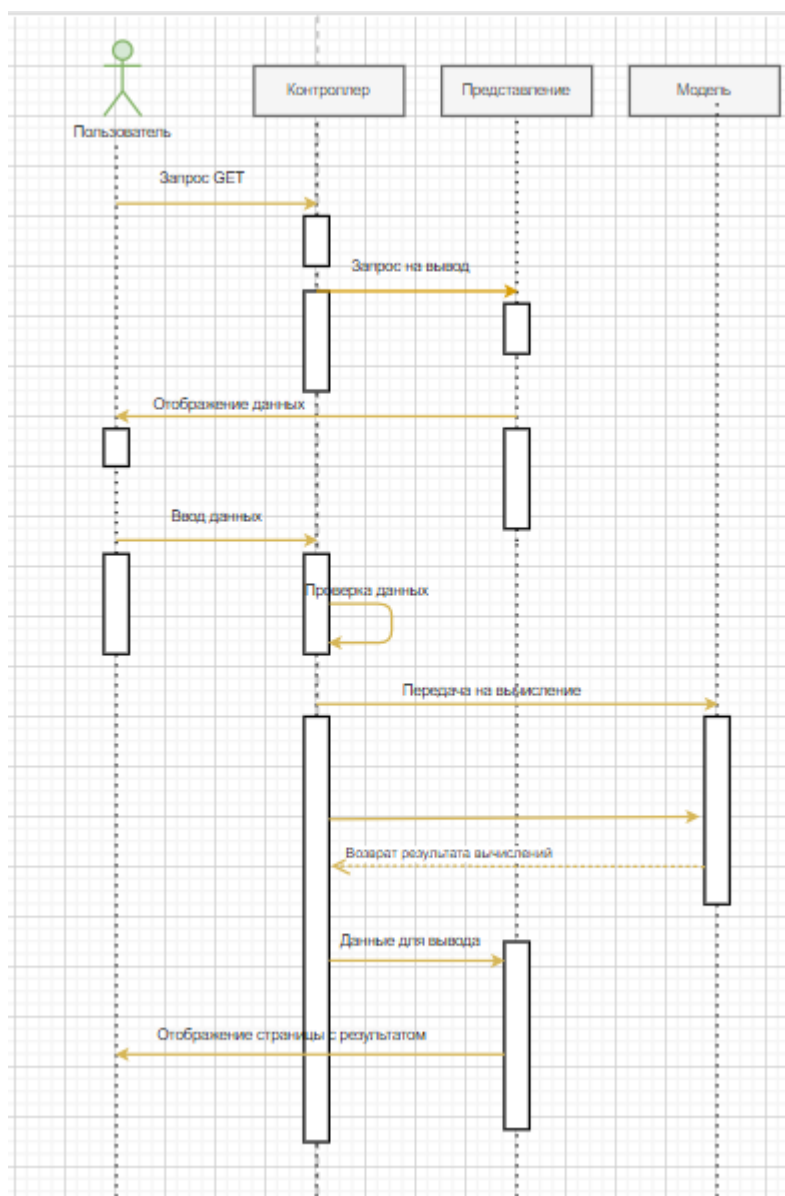 Контроллер
Представление
Модель
Пользователь
Запрос GET
Запрос на вывод
Отображение данных
Ввод данных
Проверка данных
Передача на вычисление
Возврат результата вычислений
Данные для вывода
Отображение страницы с результатом